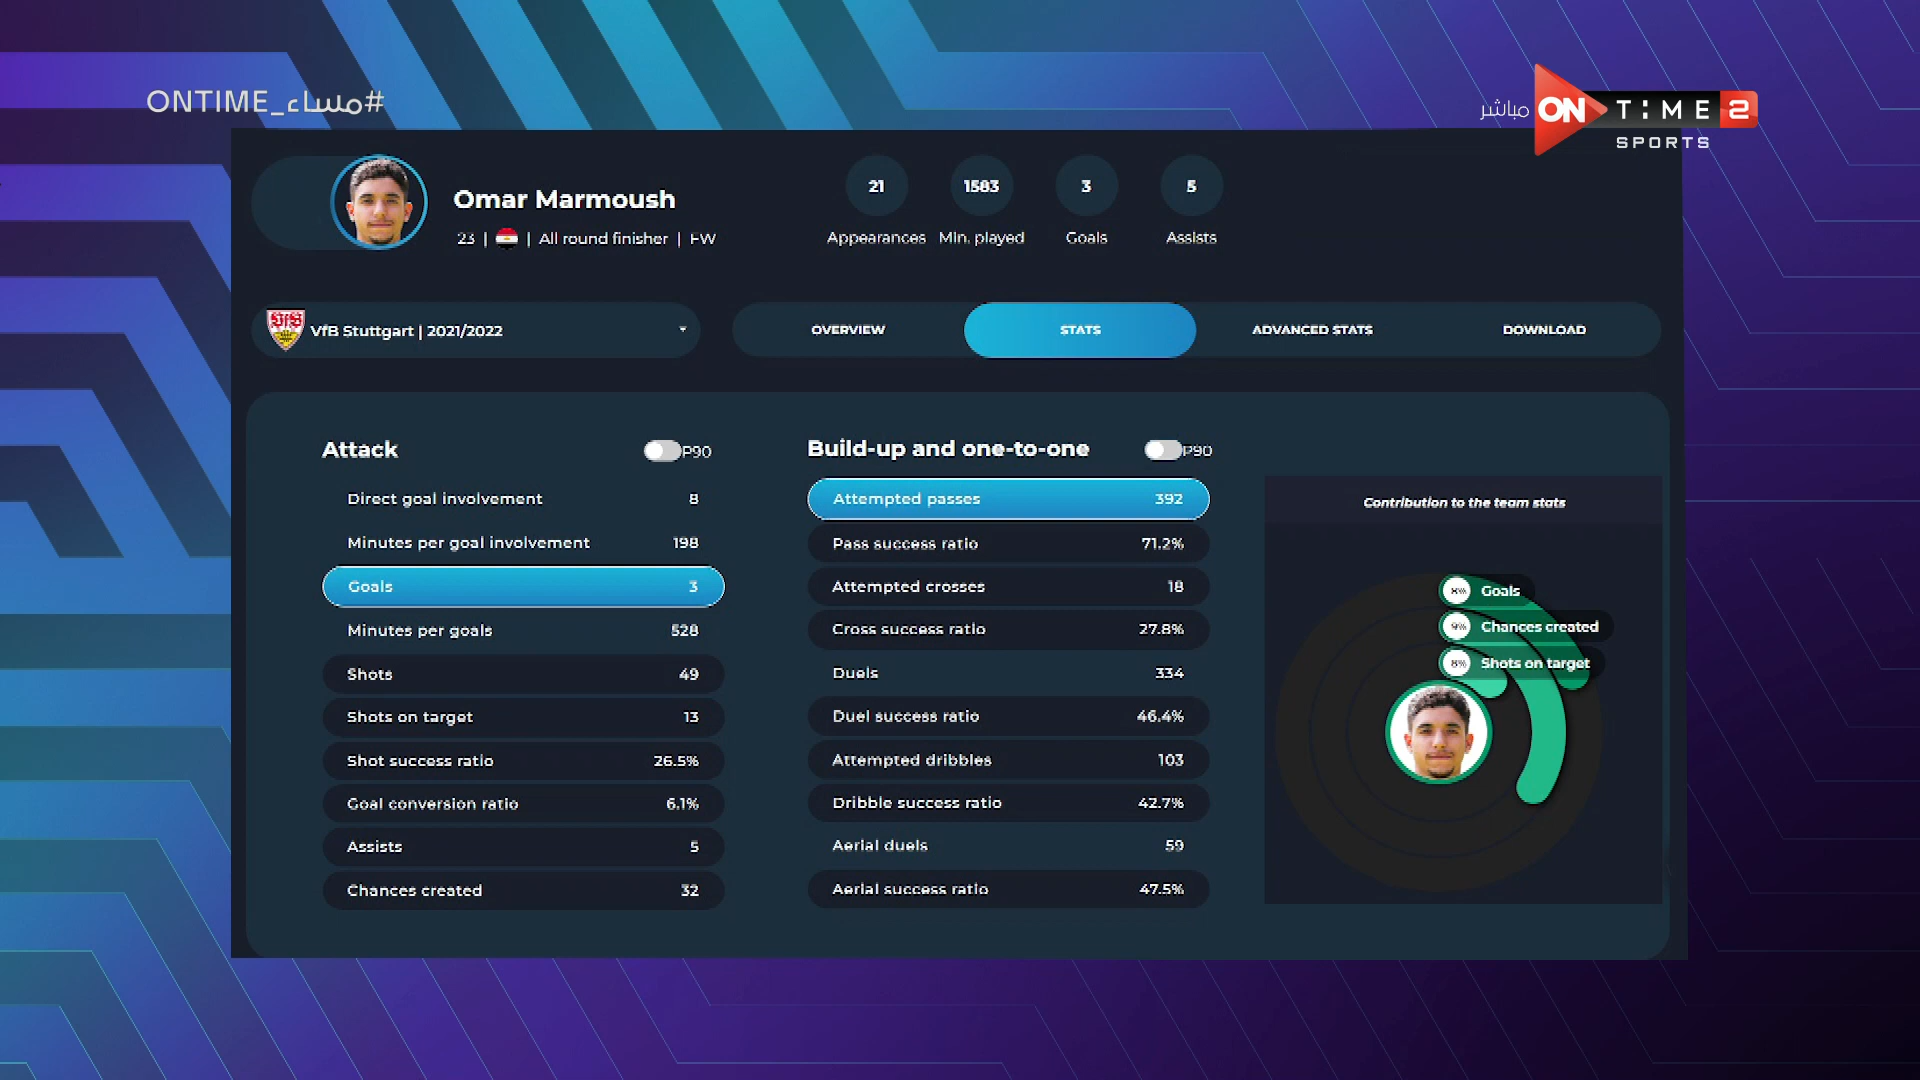 #مساء_ONTIME
مباشر ON TIME 2
SPORTS
Omar Marmoush
23 | | All round finisher | FW
21 1583 3 5
Appearances Min. played Goals Assists
VfB Stuttgart | 2021/2022
OVERVIEW STATS ADVANCED STATS DOWNLOAD
Attack P90
Direct goal involvement 8
Minutes per goal involvement 198
Goals 3
Minutes per goals 528
Shots 49
Shots on target 13
Shot success ratio 26.5%
Goal conversion ratio 6.1%
Assists 5
Chances created 32
Build-up and one-to-one P90
Attempted passes 392
Pass success ratio 71.2%
Attempted crosses 18
Cross success ratio 27.8%
Duels 334
Duel success ratio 46.4%
Attempted dribbles 103
Dribble success ratio 42.7%
Aerial duels 59
Aerial success ratio 47.5%
Contribution to the team stats
8% Goals
9% Chances created
8% Shots on target